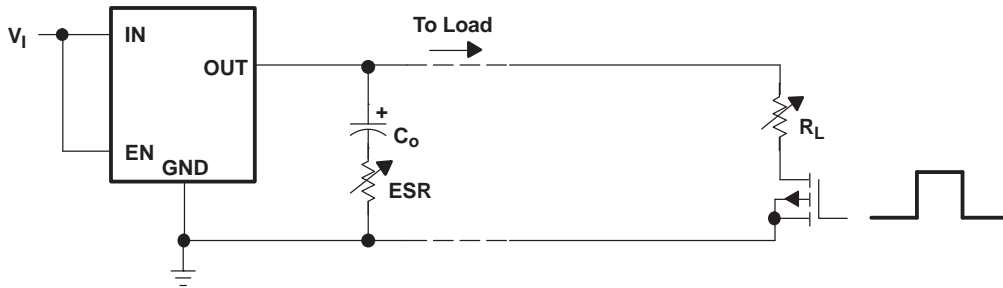 To Load
V_I
IN
OUT
+
C_o
R_L
EN
GND
ESR